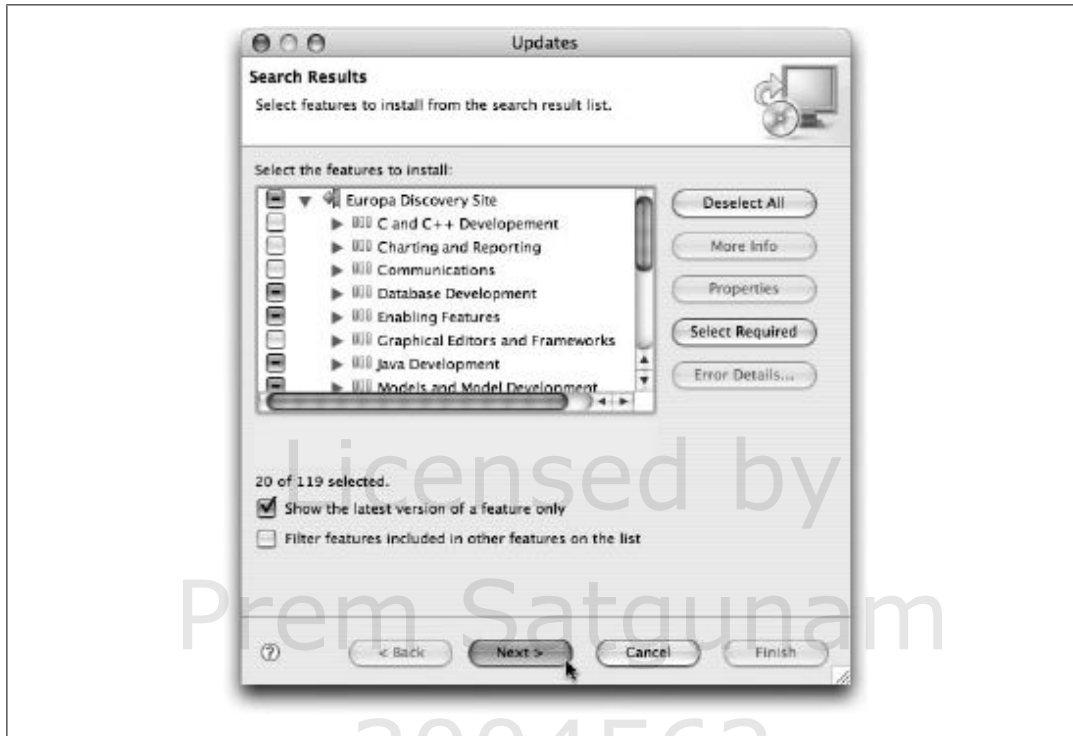 Updates
Search Results
Select features to install from the search result list.
Select the features to install:
Europa Discovery Site
C and C++ Developement
Charting and Reporting
Communications
Database Development
Enabling Features
Graphical Editors and Frameworks
Java Development
Models and Model Development
Deselect All
More Info
Properties
Select Required
Error Details...
20 of 119 selected.
Show the latest version of a feature only
Filter features included in other features on the list
? < Back Next > Cancel Finish
Licensed by
Prem Satgunam